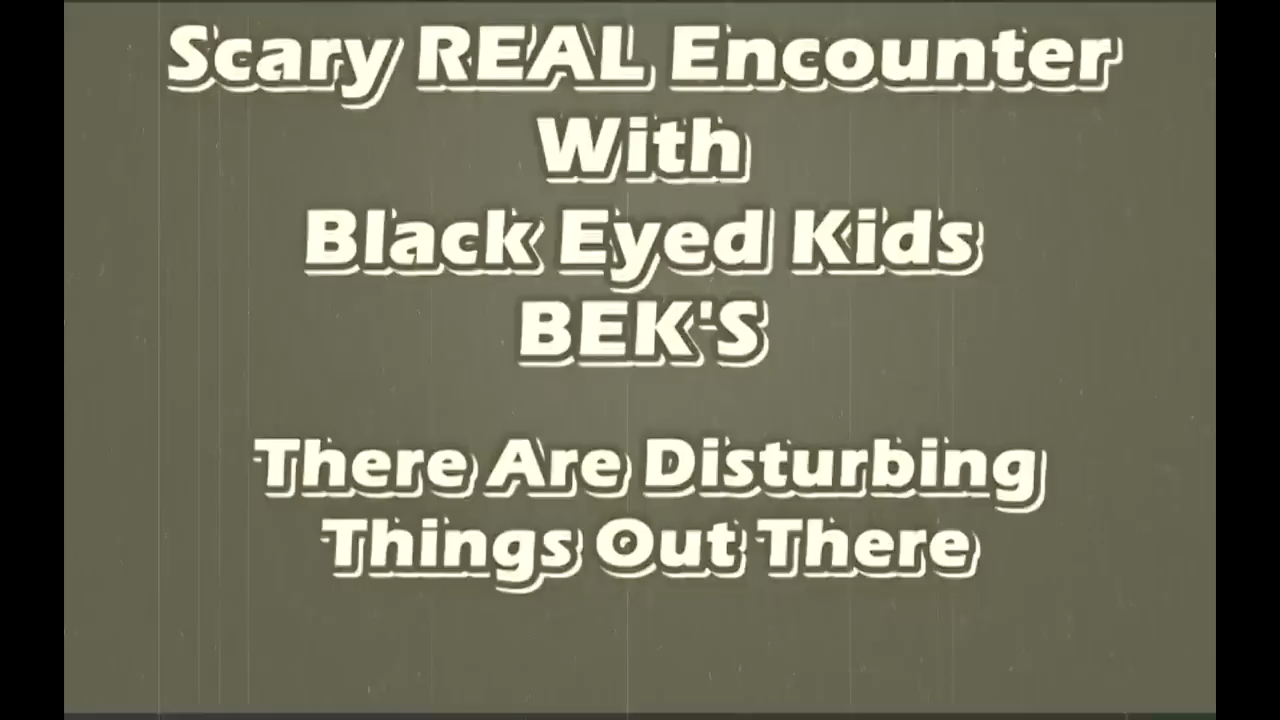 Scary REAL Encounter
With
Black Eyed Kids
BEK'S
There Are Disturbing
Things Out There